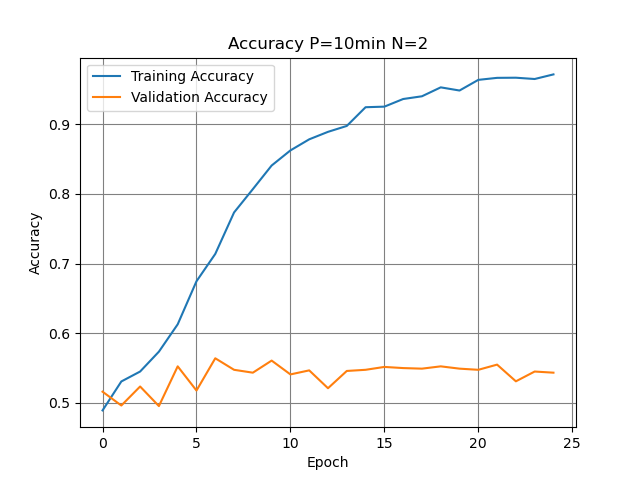 Accuracy P=10min N=2
Training Accuracy
Validation Accuracy
Accuracy
0.9
0.8
0.7
0.6
0.5
0 5 10 15 20 25
Epoch